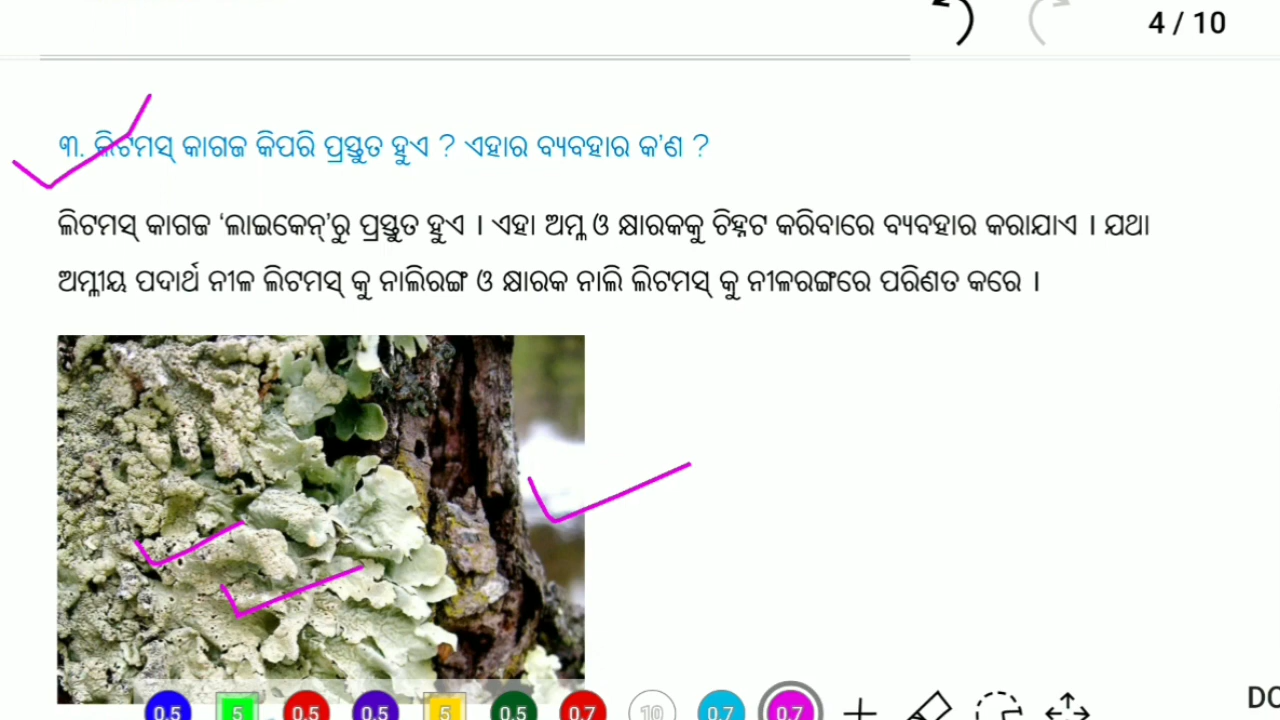 4 / 10
୩. ଲିଟମସ୍ କାଗଜ କିପରି ପ୍ରସ୍ତୁତ ହୁଏ ? ଏହାର ବ୍ୟବହାର କ'ଣ ?
ଲିଟମସ୍ କାଗଜ ‘ଲାଇକେନ୍’ରୁ ପ୍ରସ୍ତୁତ ହୁଏ । ଏହା ଅମ୍ଳ ଓ କ୍ଷାରକକୁ ଚିହ୍ନଟ କରିବାରେ ବ୍ୟବହାର କରାଯାଏ । ଯଥା
ଅମ୍ଳୀୟ ପଦାର୍ଥ ନୀଳ ଲିଟମସ୍ କୁ ନାଲିରଙ୍ଗ ଓ କ୍ଷାରକ ନାଲି ଲିଟମସ୍ କୁ ନୀଳରଙ୍ଗରେ ପରିଣତ କରେ ।
0.5 5 0.5 0.5 5 0.5 0.7 10 0.7 0.7